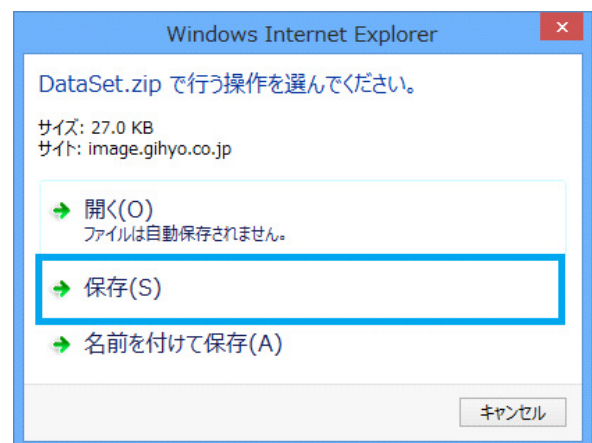 Windows Internet Explorer
DataSet.zip で行う操作を選んでください。
サイズ: 27.0 KB
サイト: image.gihyo.co.jp
開く(O)
ファイルは自動保存されません。
保存(S)
名前を付けて保存(A)
キャンセル